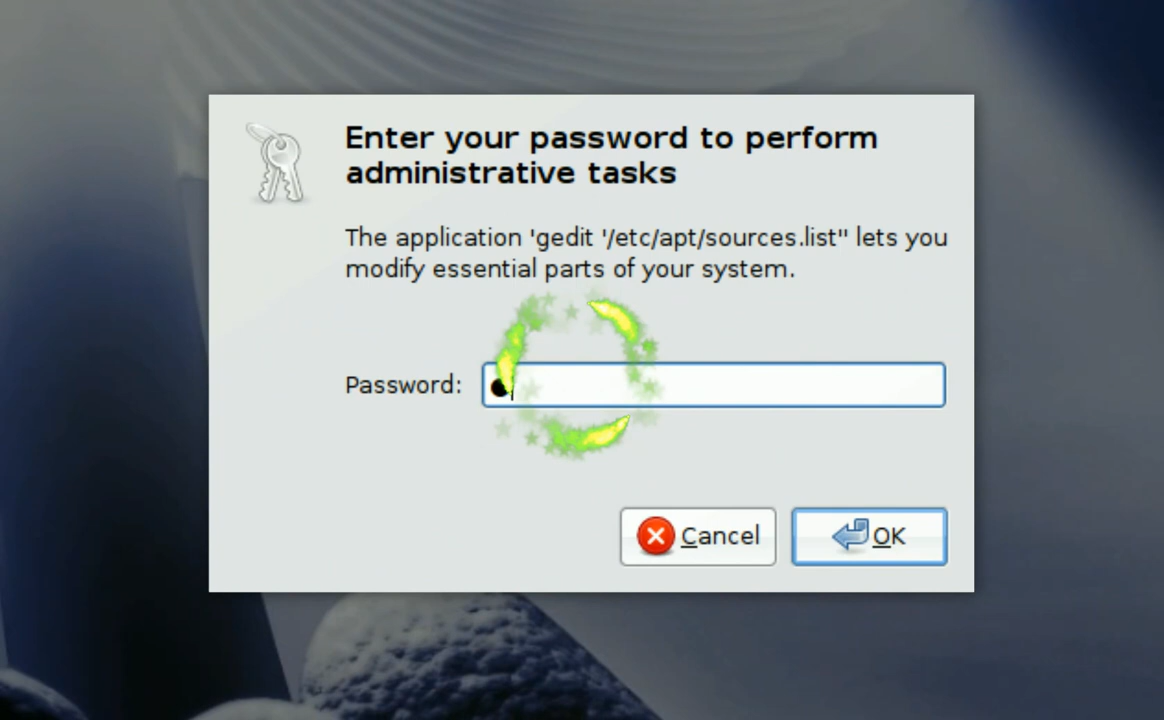 Enter your password to perform
administrative tasks
The application 'gedit '/etc/apt/sources.list'' lets you
modify essential parts of your system.
Password:
Cancel
OK